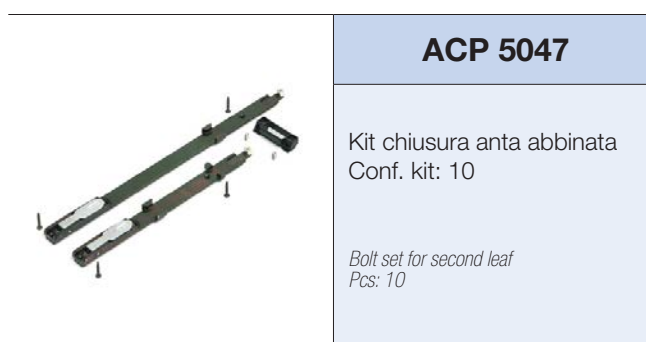 ACP 5047
Kit chiusura anta abbinata
Conf. kit: 10
Bolt set for second leaf
Pcs: 10